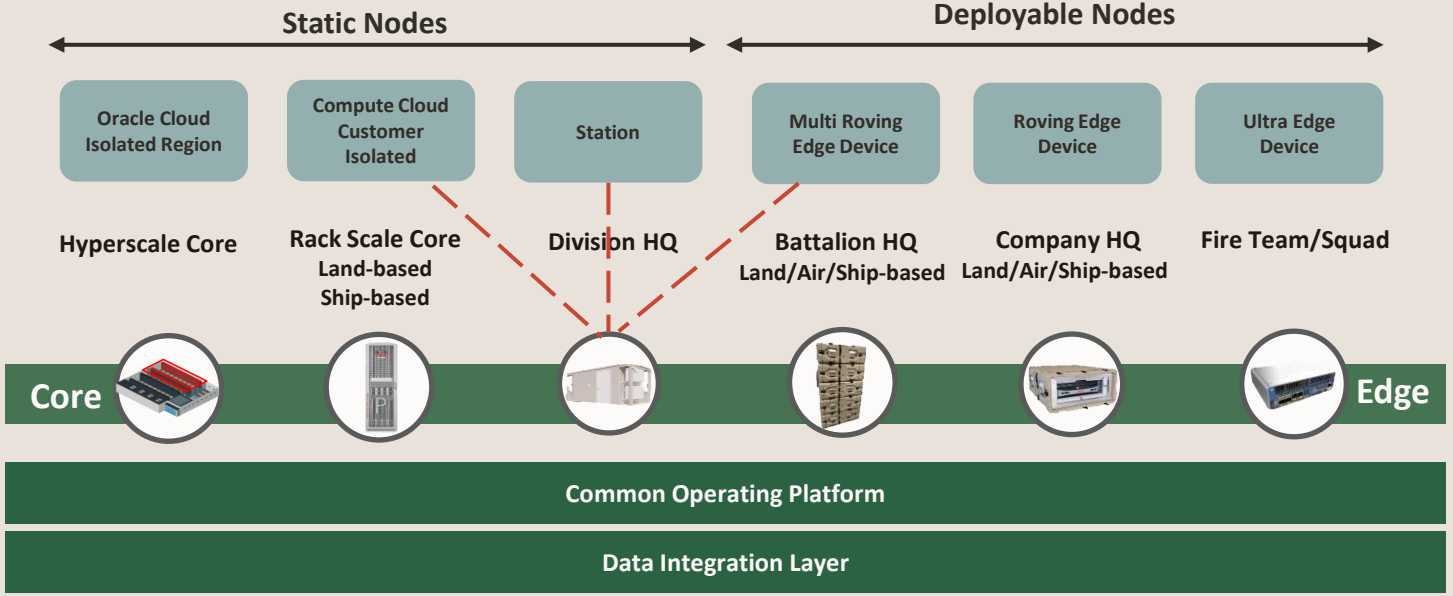 Static Nodes
Deployable Nodes
Oracle Cloud
Isolated Region
Compute Cloud
Customer
Isolated
Station
Multi Roving
Edge Device
Roving Edge
Device
Ultra Edge
Device
Hyperscale Core
Rack Scale Core
Land-based
Ship-based
Division HQ
Battalion HQ
Land/Air/Ship-based
Company HQ
Land/Air/Ship-based
Fire Team/Squad
Core
Edge
Common Operating Platform
Data Integration Layer